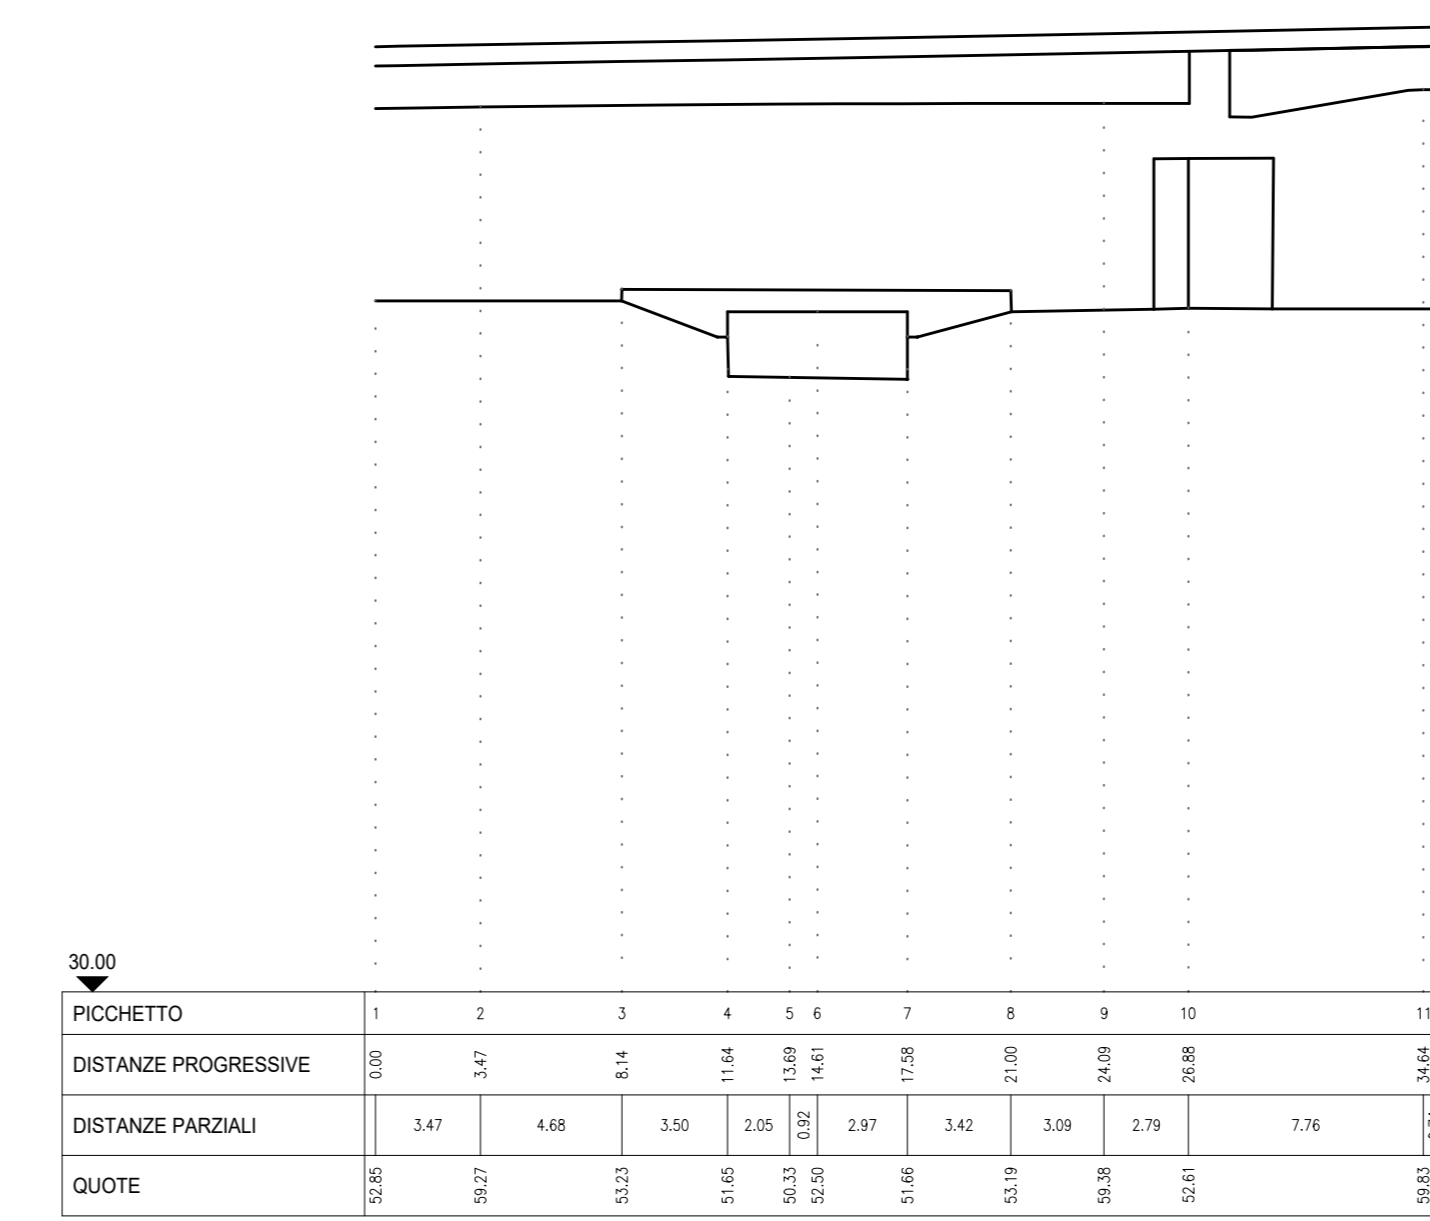 30.00
PICCHETTO 1 2 3 4 5 6 7 8 9 10 11
DISTANZE PROGRESSIVE 0.00 3.47 8.14 11.64 13.69 14.61 17.58 21.00 24.09 26.88 34.64
DISTANZE PARZIALI 3.47 4.68 3.50 2.05 0.92 2.97 3.42 3.09 2.79 7.76
QUOTE 52.85 59.27 53.23 51.65 50.33 52.50 51.66 53.19 59.38 52.61 59.83